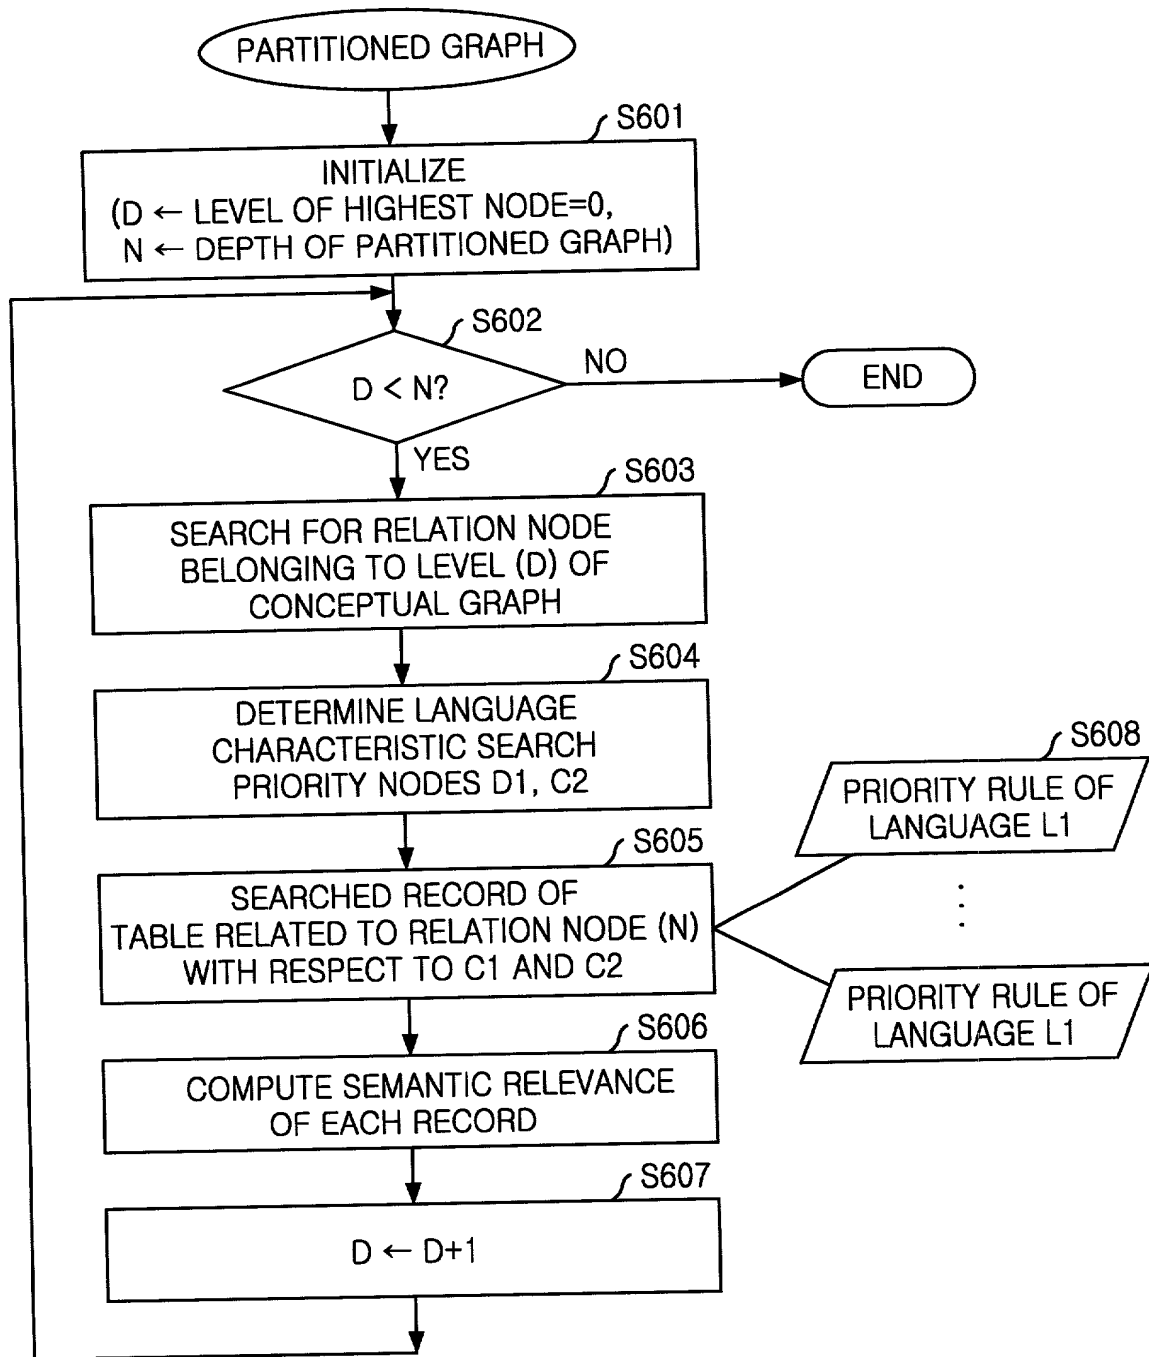 PARTITIONED GRAPH
S601
INITIALIZE
(D ← LEVEL OF HIGHEST NODE=0,
N ← DEPTH OF PARTITIONED GRAPH)
S602
D < N?
NO
END
YES
S603
SEARCH FOR RELATION NODE
BELONGING TO LEVEL (D) OF
CONCEPTUAL GRAPH
S604
DETERMINE LANGUAGE
CHARACTERISTIC SEARCH
PRIORITY NODES D1, C2
S608
PRIORITY RULE OF
LANGUAGE L1
S605
SEARCHED RECORD OF
TABLE RELATED TO RELATION NODE (N)
WITH RESPECT TO C1 AND C2
⋮
PRIORITY RULE OF
LANGUAGE L1
S606
COMPUTE SEMANTIC RELEVANCE
OF EACH RECORD
S607
D ← D+1